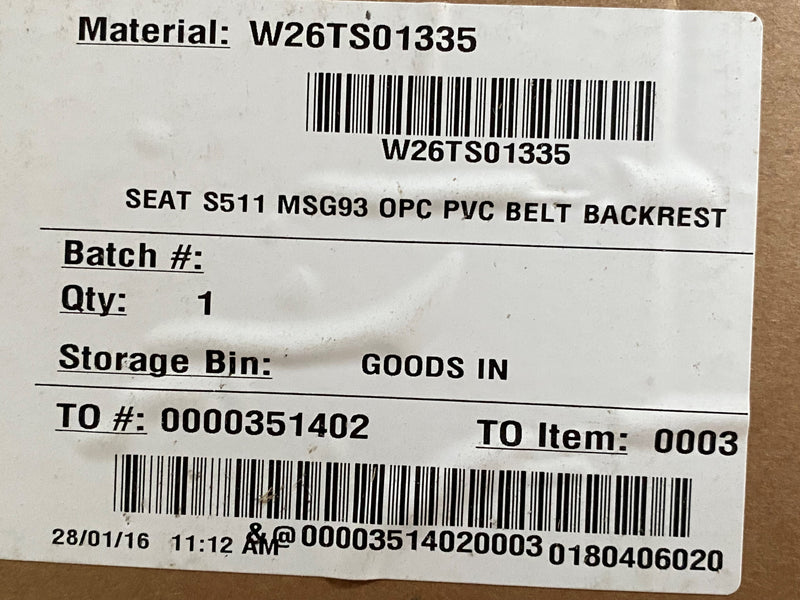 Material: W26TS01335
W26TS01335
SEAT S511 MSG93 OPC PVC BELT BACKREST
Batch #:
Qty: 1
Storage Bin: GOODS IN
TO #: 0000351402 TO Item: 0003
28/01/16 11:12 AM &@00003514020003 0180406020